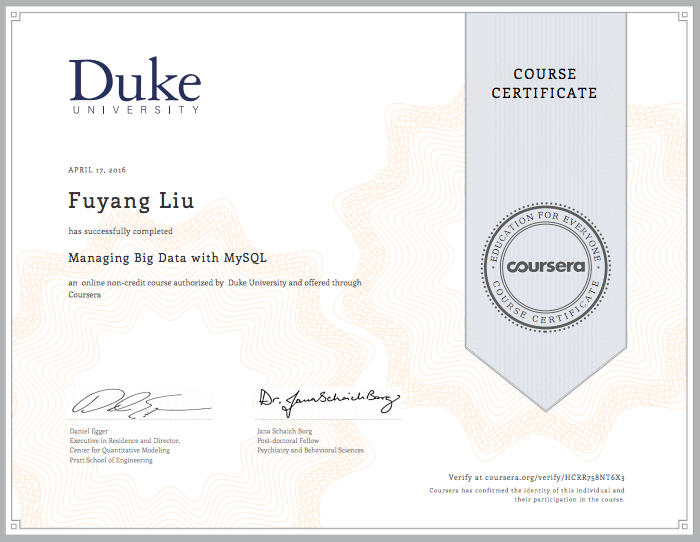 Duke
UNIVERSITY
COURSE
CERTIFICATE
APRIL 17, 2016
Fuyang Liu
has successfully completed
Managing Big Data with MySQL
an online non-credit course authorized by Duke University and offered through
Coursera
EDUCATION FOR EVERYONE
coursera
COURSE CERTIFICATE
Dr. Jana Schaich Borg
Daniel Egger
Executive in Residence and Director,
Center for Quantitative Modeling
Pratt School of Engineering
Jana Schaich Borg
Post-doctoral Fellow
Psychiatry and Behavioral Sciences
Verify at coursera.org/verify/HCRR758NT6X3
Coursera has confirmed the identity of this individual and
their participation in the course.